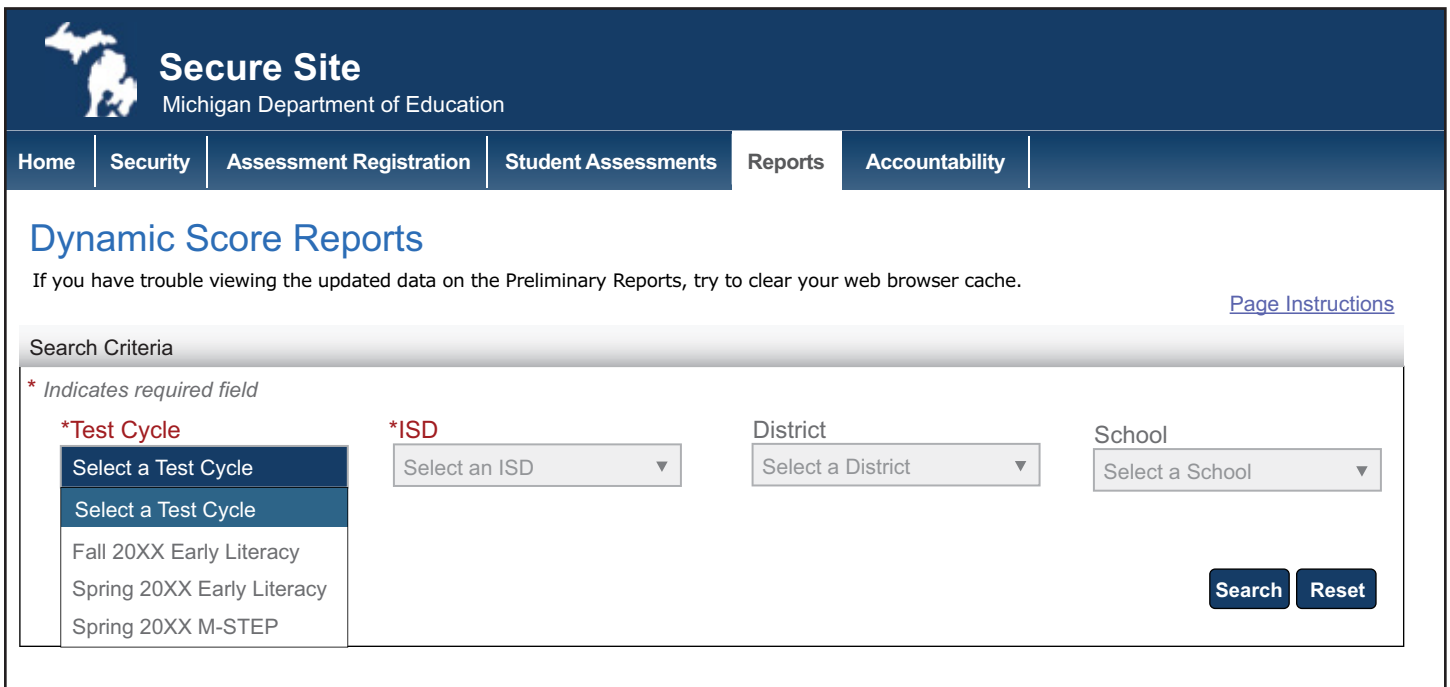 Secure Site
Michigan Department of Education
Home Security Assessment Registration Student Assessments Reports Accountability
Dynamic Score Reports
If you have trouble viewing the updated data on the Preliminary Reports, try to clear your web browser cache.
Page Instructions
Search Criteria
* Indicates required field
*Test Cycle *ISD District School
Select a Test Cycle Select an ISD ▼ Select a District ▼ Select a School ▼
Select a Test Cycle
Fall 20XX Early Literacy
Spring 20XX Early Literacy
Search Reset
Spring 20XX M-STEP